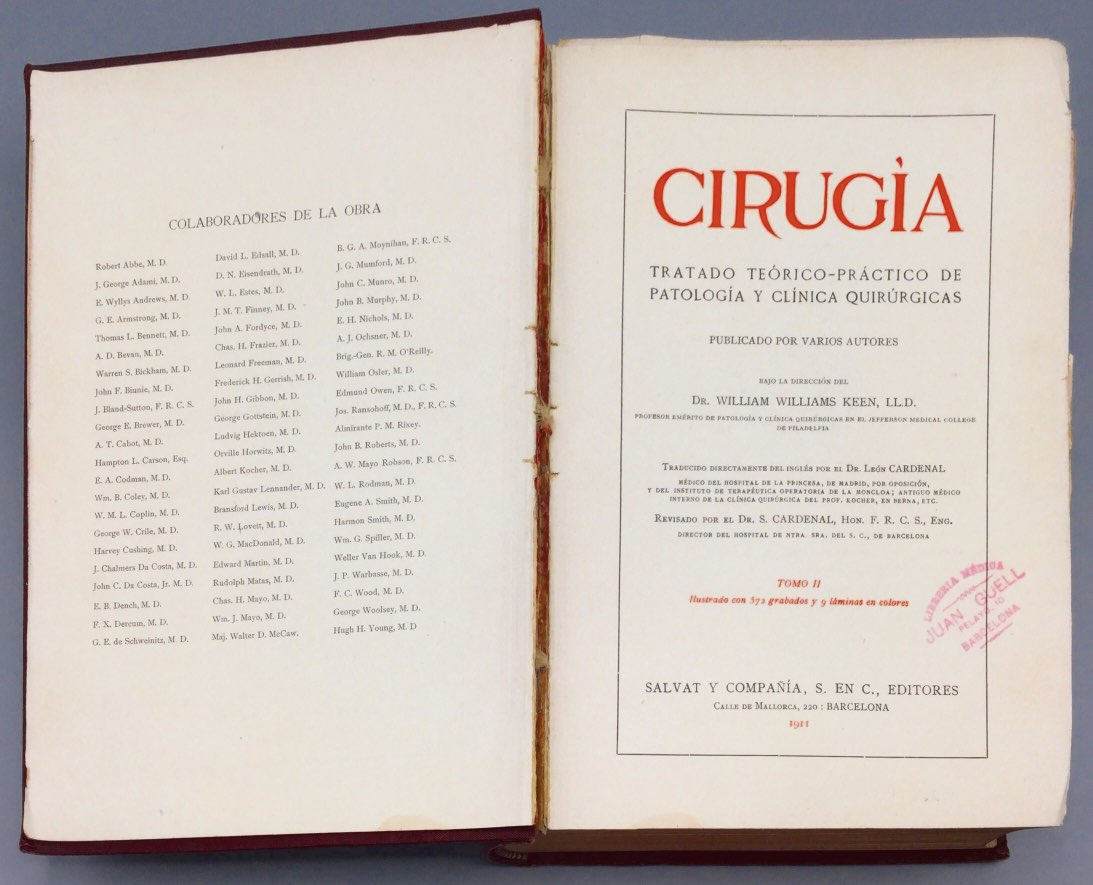 COLABORADORES DE LA OBRA
Robert Abbe, M. D.
J. George Adami, M. D.
E. Wyllys Andrews, M. D.
G. E. Armstrong, M. D.
Thomas L. Bennett, M. D.
A. D. Bevan, M. D.
Warren S. Bickham, M. D.
John F. Biunie, M. D.
J. Bland-Sutton, F. R. C. S.
George E. Brewer, M. D.
A. T. Cabot, M. D.
Hampton L. Carson, Esq.
E. A. Codman, M. D.
Wm. B. Coley, M. D.
W. M. L. Coplin, M. D.
George W. Crile, M. D.
Harvey Cushing, M. D.
J. Chalmers Da Costa, M. D.
John C. Da Costa, Jr. M. D.
E. B. Dench, M. D.
F. X. Dercum, M. D.
G. E. de Schweinitz, M D.
David L. Edsall, M. D.
D. N. Eisendrath, M. D.
W. L. Estes, M. D.
J. M. T. Finney, M. D.
John A. Fordyce, M. D.
Chas. H. Frazier, M. D.
Leonard Freeman, M. D.
Frederick H. Gerrish, M. D.
John H. Gibbon, M. D.
George Gottstein, M. D.
Ludvig Hektoen, M. D.
Orville Horwitz, M. D.
Albert Kocher, M. D.
Karl Gustav Lennander, M. D.
Bransford Lewis, M. D.
R. W. Lovett, M. D.
W. G. MacDonald, M. D.
Edward Martin, M. D.
Rudolph Matas, M. D.
Chas. H. Mayo, M. D.
Wm. J. Mayo, M. D.
Maj. Walter D. McCaw.
B. G. A. Moynihan, F. R. C. S.
J. G. Mumford, M. D.
John C. Munro, M. D.
John B. Murphy, M. D.
E. H. Nichols, M. D.
A. J. Ochsner, M. D.
Brig.-Gen. R. M. O'Reilly.
William Osler, M. D.
Edmund Owen, F. R. C. S.
Jos. Ransohoff, M. D., F. R. C. S.
Almirante P. M. Rixey.
John B. Roberts, M. D.
A. W. Mayo Robson, F. R. C. S.
W. L. Rodman, M. D.
Eugene A. Smith, M. D.
Harmon Smith, M. D.
Wm. G. Spiller, M. D.
Weller Van Hook, M. D.
J. P. Warbasse, M. D.
F. C. Wood, M. D.
George Woolsey, M. D.
Hugh H. Young, M. D
CIRUGÌA
TRATADO TEÓRICO-PRÁCTICO DE
PATOLOGÍA Y CLÍNICA QUIRÚRGICAS
PUBLICADO POR VARIOS AUTORES
BAJO LA DIRECCIÓN DEL
DR. WILLIAM WILLIAMS KEEN, LL.D.
PROFESOR EMÉRITO DE PATOLOGÍA Y CLÍNICA QUIRÚRGICAS EN EL JEFFERSON MEDICAL COLLEGE
DE FILADELFIA
TRADUCIDO DIRECTAMENTE DEL INGLÉS POR EL DR. LEÓN CARDENAL
MÉDICO DEL HOSPITAL DE LA PRINCESA, DE MADRID, POR OPOSICIÓN,
Y DEL INSTITUTO DE TERAPÉUTICA OPERATORIA DE LA MONCLOA; ANTIGUO MÉDICO
INTERNO DE LA CLÍNICA QUIRÚRGICA DEL PROF. KOCHER, EN BERNA, ETC.
REVISADO POR EL DR. S. CARDENAL, HON. F. R. C. S., ENG.
DIRECTOR DEL HOSPITAL DE NTRA. SRA. DEL S. C., DE BARCELONA
TOMO II
Ilustrado con 572 grabados y 9 láminas en colores
LIBRERIA MÉDICA
JUAN GÜELL
PELAYO, 10
BARCELONA
SALVAT Y COMPAÑÍA, S. EN C., EDITORES
CALLE DE MALLORCA, 220 : BARCELONA
1911